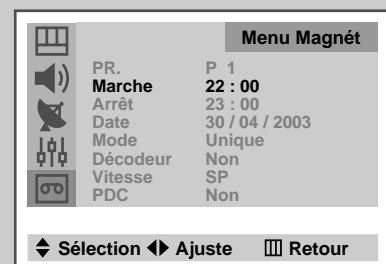 Menu Magnét
PR. P 1
Marche 22 : 00
Arrêt 23 : 00
Date 30 / 04 / 2003
Mode Unique
Décodeur Non
Vitesse SP
PDC Non
Sélection Ajuste Retour